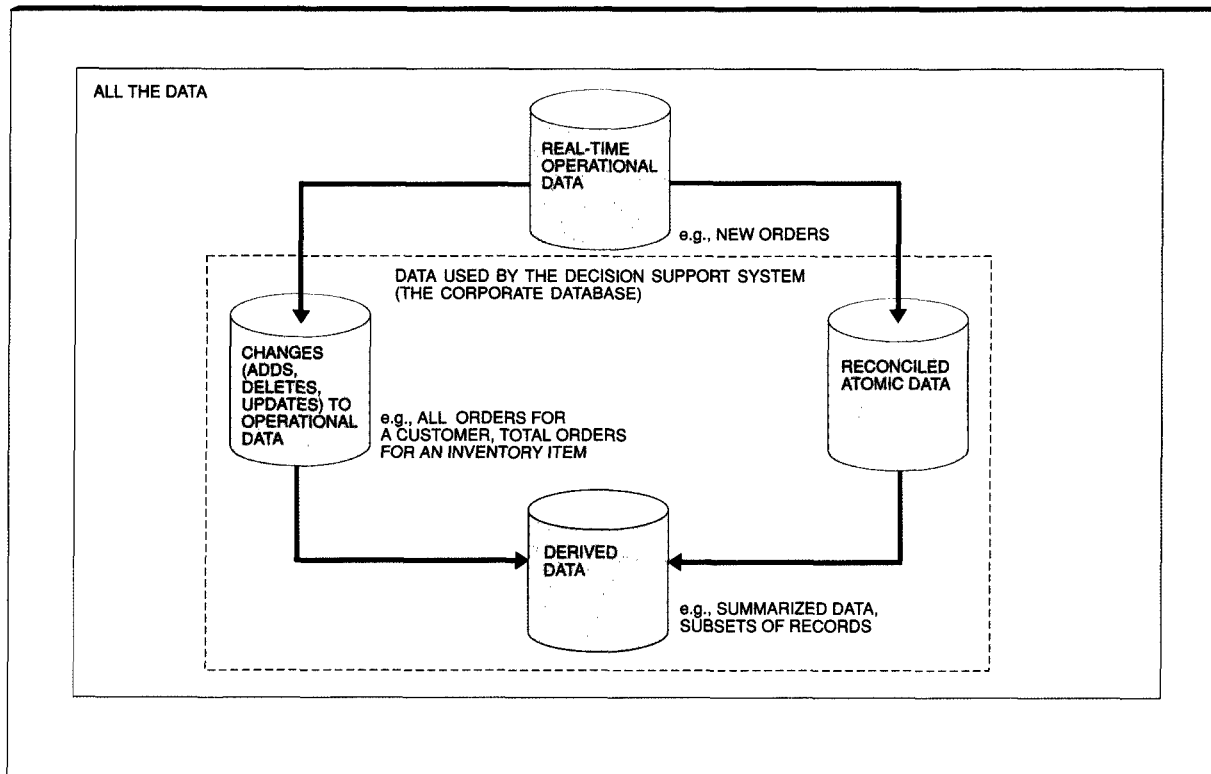 ALL THE DATA
REAL-TIME
OPERATIONAL
DATA
e.g., NEW ORDERS
DATA USED BY THE DECISION SUPPORT SYSTEM
(THE CORPORATE DATABASE)
CHANGES
(ADDS,
DELETES,
UPDATES) TO
OPERATIONAL
DATA
e.g., ALL ORDERS FOR
A CUSTOMER, TOTAL ORDERS
FOR AN INVENTORY ITEM
RECONCILED
ATOMIC DATA
DERIVED
DATA
e.g., SUMMARIZED DATA,
SUBSETS OF RECORDS